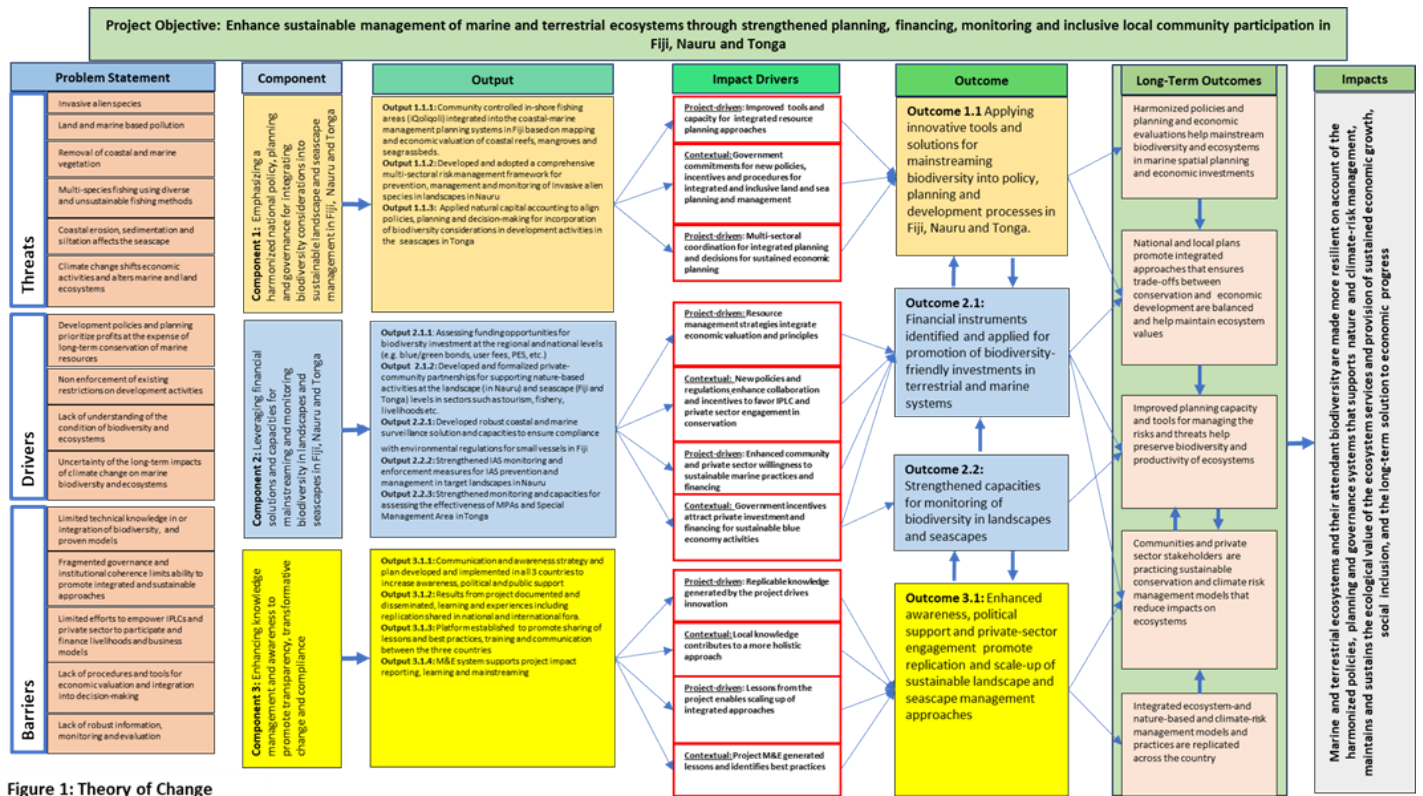 Project Objective: Enhance sustainable management of marine and terrestrial ecosystems through strengthened planning, financing, monitoring and inclusive local community participation in
Fiji, Nauru and Tonga
Problem Statement
Threats
Invasive alien species
Land and marine based pollution
Removal of coastal and marine
vegetation
Multi-species fishing using diverse
and unsustainable fishing methods
Coastal erosion, sedimentation and
siltation affects the seascape
Climate change shifts economic
activities and alters marine and land
ecosystems
Drivers
Development policies and planning
prioritize profits at the expense of
long-term conservation of marine
resources
Non enforcement of existing
restrictions on development activities
Lack of understanding of the
condition of biodiversity and
ecosystems
Uncertainty of the long-term impacts
of climate change on marine
biodiversity and ecosystems
Barriers
Limited technical knowledge in or
integration of biodiversity, and
proven models
Fragmented governance and
institutional coherence limits ability to
promote integrated and sustainable
approaches
Limited efforts to empower IPLCs and
private sector to participate and
finance livelihoods and business
models
Lack of procedures and tools for
economic valuation and integration
into decision-making
Lack of robust information,
monitoring and evaluation
Component
Component 1: Emphasizing a
harmonized national policy, planning
and governance for integrating
biodiversity considerations into
sustainable landscape and seascape
management in Fiji, Nauru and Tonga
Component 2: Leveraging financial
solutions and capacities for
mainstreaming and monitoring
biodiversity in landscapes and
seascapes in Fiji, Nauru and Tonga
Component 3: Enhancing knowledge
management and awareness to
promote transparency, transformative
change and compliance
Output
Output 1.1.1: Community controlled in-shore fishing
areas (iQoliqoli) integrated into the coastal-marine
management planning systems in Fiji based on mapping
and economic valuation of coastal reefs, mangroves and
seagrassbeds.
Output 1.1.2: Developed and adopted a comprehensive
multi-sectoral risk management framework for
prevention, management and monitoring of Invasive alien
species in landscapes in Nauru
Output 1.1.3: Applied natural capital accounting to align
policies, planning and decision-making for incorporation
of biodiversity considerations in development activities in
the seascapes in Tonga
Output 2.1.1: Assessing funding opportunities for
biodiversity investment at the regional and national levels
(e.g. blue/green bonds, user fees, PES, etc.)
Output 2.1.2: Developed and formalized private-
community partnerships for supporting nature-based
activities at the landscape (in Nauru) and seascape (Fiji and
Tonga) levels in sectors such as tourism, fishery,
livelihoods etc.
Output 2.2.1: Developed robust coastal and marine
surveillance solution and capacities to ensure compliance
with environmental regulations for small vessels in Fiji
Output 2.2.2: Strengthened IAS monitoring and
enforcement measures for IAS prevention and
management in target landscapes in Nauru
Output 2.2.3: Strengthened monitoring and capacities for
assessing the effectiveness of MPAs and Special
Management Area in Tonga
Output 3.1.1: Communication and awareness strategy and
plan developed and implemented in all 3 countries to
increase awareness, political and public support
Output 3.1.2: Results from project documented and
disseminated, learning and experiences including
replication shared in national and international fora.
Output 3.1.3: Platform established to promote sharing of
lessons and best practices, training and communication
between the three countries
Output 3.1.4: M&E system supports project impact
reporting, learning and mainstreaming
Impact Drivers
Project-driven: Improved tools and
capacity for integrated resource
planning approaches
Contextual: Government
commitments for new policies,
incentives and procedures for
integrated and inclusive land and sea
planning and management
Project-driven: Multi-sectoral
coordination for integrated planning
and decisions for sustained economic
planning
Project-driven: Resource
management strategies integrate
economic valuation and principles
Contextual: New policies and
regulations enhance collaboration
and incentives to favor IPLC and
private sector engagement in
conservation
Project-driven: Enhanced community
and private sector willingness to
sustainable marine practices and
financing
Contextual: Government incentives
attract private investment and
financing for sustainable blue
economy activities
Project-driven: Replicable knowledge
generated by the project drives
innovation
Contextual: Local knowledge
contributes to a more holistic
approach
Project-driven: Lessons from the
project enables scaling up of
integrated approaches
Contextual: Project M&E generated
lessons and identifies best practices
Outcome
Outcome 1.1 Applying
innovative tools and
solutions for
mainstreaming
biodiversity into policy,
planning and
development processes in
Fiji, Nauru and Tonga.
Outcome 2.1:
Financial instruments
identified and applied for
promotion of biodiversity-
friendly investments in
terrestrial and marine
systems
Outcome 2.2:
Strengthened capacities
for monitoring of
biodiversity in landscapes
and seascapes
Outcome 3.1: Enhanced
awareness, political
support and private-sector
engagement promote
replication and scale-up of
sustainable landscape and
seascape management
approaches
Long-Term Outcomes
Harmonized policies and
planning and economic
evaluations help mainstream
biodiversity and ecosystems
in marine spatial planning
and economic investments
National and local plans
promote integrated
approaches that ensures
trade-offs between
conservation and economic
development are balanced
and help maintain ecosystem
values
Improved planning capacity
and tools for managing the
risks and threats help
preserve biodiversity and
productivity of ecosystems
Communities and private
sector stakeholders are
practicing sustainable
conservation and climate risk
management models that
reduce impacts on
ecosystems
Integrated ecosystem-and
nature-based and climate-risk
management models and
practices are replicated
across the country
Impacts
Marine and terrestrial ecosystems and their attendant biodiversity are made more resilient on account of the
harmonized policies, planning and governance systems that supports nature and climate-risk management,
maintains and sustains the ecological value of the ecosystem services and provision of sustained economic growth,
social inclusion, and the long-term solution to economic progress
Figure 1: Theory of Change